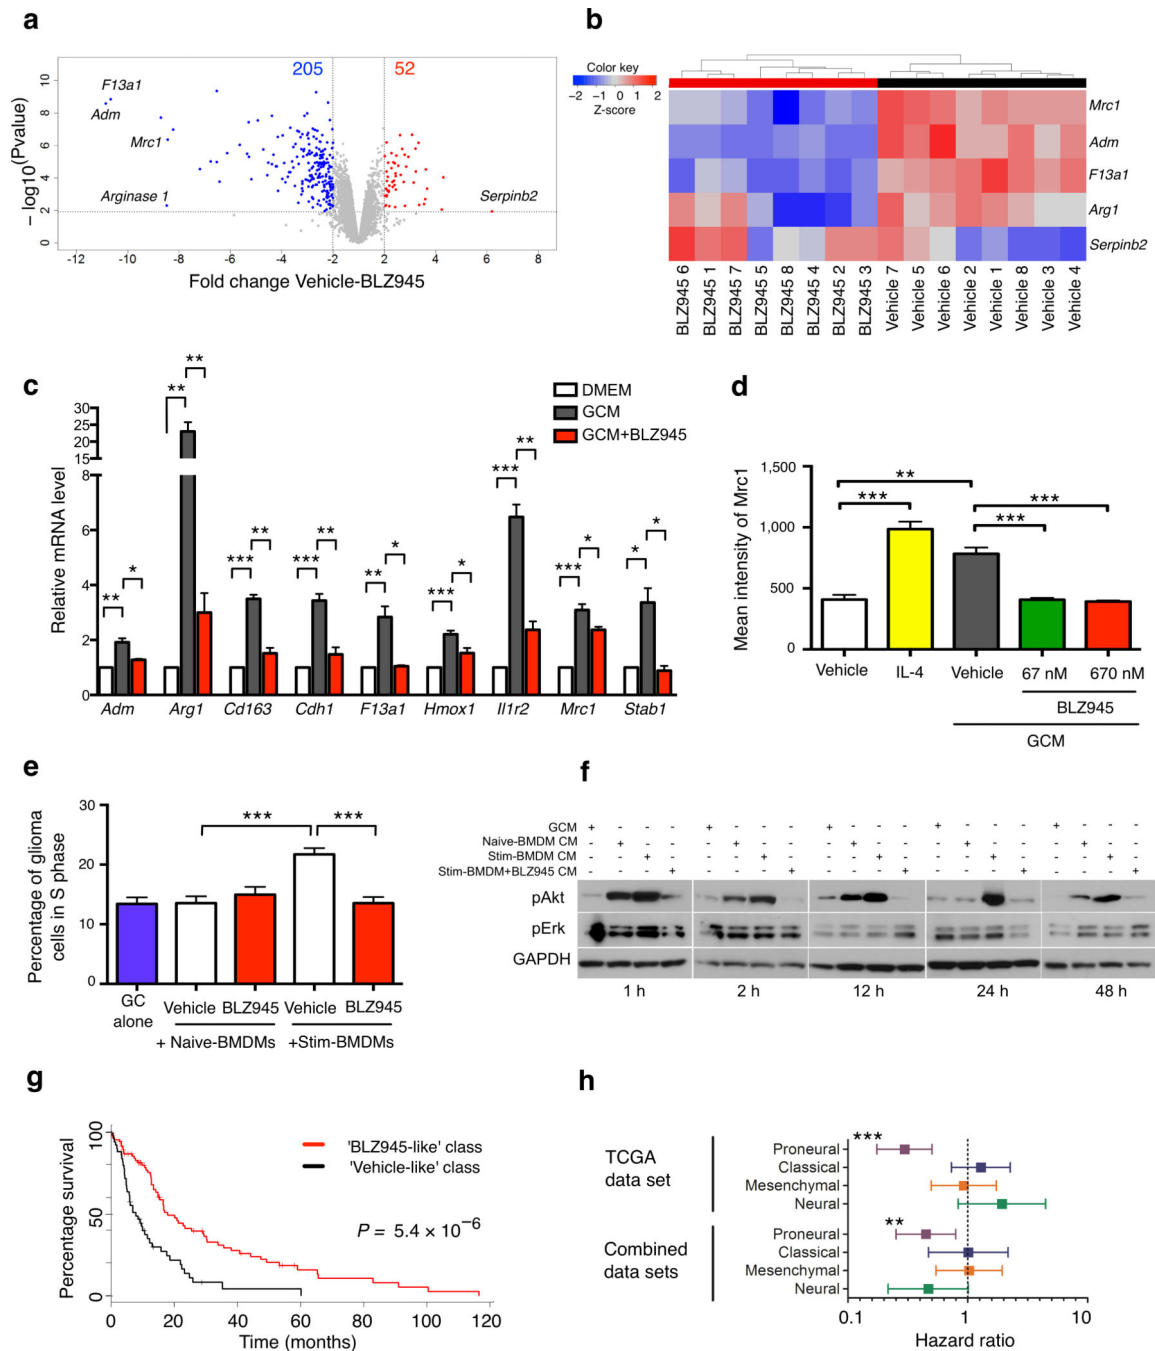 a
205
52
F13a1
Adm
Mrc1
Arginase 1
Serpinb2
− log10(Pvalue)
10
8
6
4
2
0
-12 -10 -8 -6 -4 -2 0 2 4 6 8
Fold change Vehicle-BLZ945
b
Color key
−2 −1 0 1 2
Z-score
Mrc1
Adm
F13a1
Arg1
Serpinb2
BLZ945 6
BLZ945 1
BLZ945 7
BLZ945 5
BLZ945 8
BLZ945 4
BLZ945 2
BLZ945 3
Vehicle 7
Vehicle 5
Vehicle 6
Vehicle 2
Vehicle 1
Vehicle 8
Vehicle 3
Vehicle 4
c
DMEM
GCM
GCM+BLZ945
Relative mRNA level
30
25
20
15
8
6
4
2
0
** ** ** * *** ** *** ** ** * *** * *** ** *** * * *
Adm Arg1 Cd163 Cdh1 F13a1 Hmox1 Il1r2 Mrc1 Stab1
d
Mean intensity of Mrc1
1,500
1,000
500
0
**
***
***
***
Vehicle IL-4 Vehicle 67 nM 670 nM
BLZ945
GCM
e
Percentage of glioma
cells in S phase
30
20
10
0
*** ***
GC
alone
Vehicle BLZ945 Vehicle BLZ945
+ Naive-BMDMs +Stim-BMDMs
f
GCM + - - - + - - - + - - - + - - - + - - -
Naive-BMDM CM - + - - - + - - - + - - - + - - - + - -
Stim-BMDM CM - - + - - - + - - - + - - - + - - - + -
Stim-BMDM+BLZ945 CM - - - + - - - + - - - + - - - + - - - +
pAkt
pErk
GAPDH
1 h 2 h 12 h 24 h 48 h
g
Percentage survival
100
50
0
'BLZ945-like' class
'Vehicle-like' class
P = 5.4 × 10−6
0 20 40 60 80 100 120
Time (months)
h
TCGA
data set
***
Proneural
Classical
Mesenchymal
Neural
Combined
data sets
**
Proneural
Classical
Mesenchymal
Neural
0.1 1 10
Hazard ratio